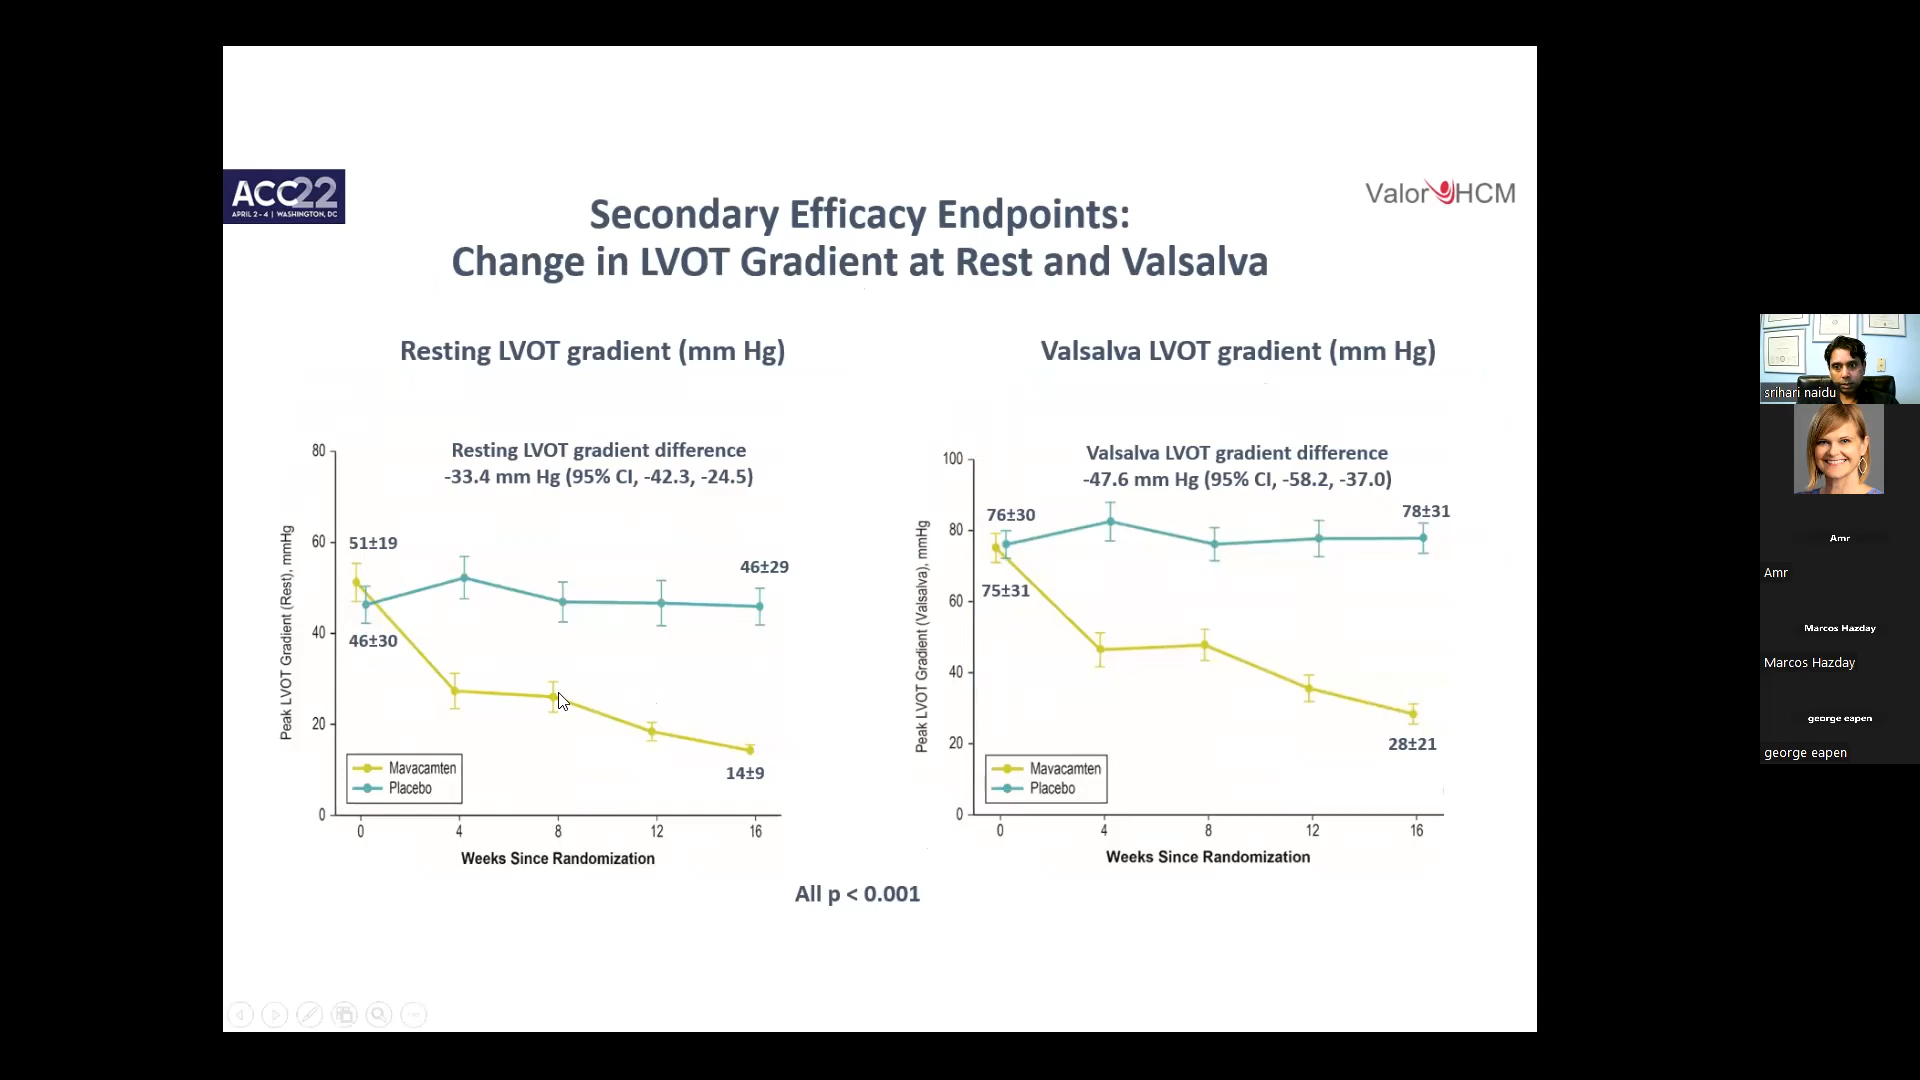 ACC22
APRIL 2 - 4 | WASHINGTON, DC
Valor HCM
Secondary Efficacy Endpoints:
Change in LVOT Gradient at Rest and Valsalva
Resting LVOT gradient (mm Hg)
Resting LVOT gradient difference
-33.4 mm Hg (95% CI, -42.3, -24.5)
Peak LVOT Gradient (Rest), mmHg
80
60
40
20
0
51±19
46±30
46±29
14±9
Mavacamten
Placebo
0 4 8 12 16
Weeks Since Randomization
Valsalva LVOT gradient (mm Hg)
Valsalva LVOT gradient difference
-47.6 mm Hg (95% CI, -58.2, -37.0)
Peak LVOT Gradient (Valsalva), mmHg
100
80
60
40
20
0
76±30
75±31
78±31
28±21
Mavacamten
Placebo
0 4 8 12 16
Weeks Since Randomization
All p < 0.001
srihari naidu
Amr
Amr
Marcos Hazday
Marcos Hazday
george eapen
george eapen